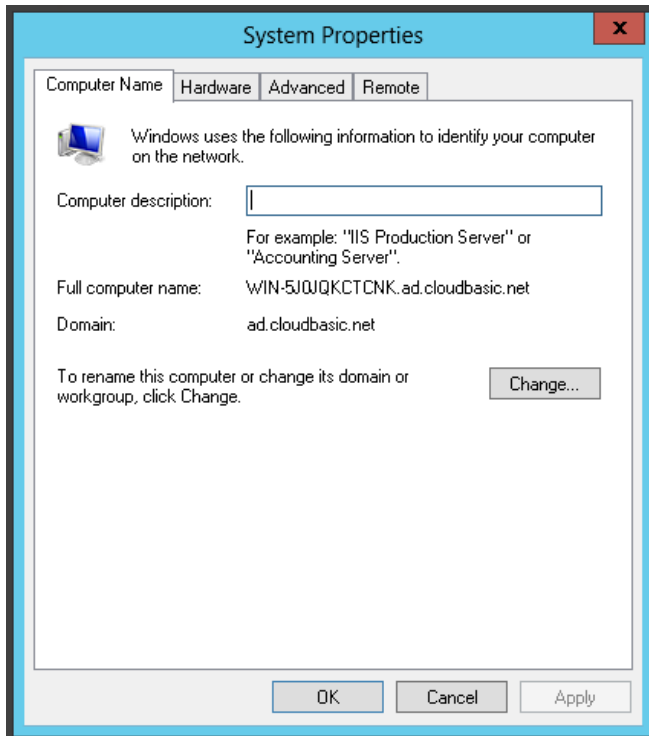 System Properties
x
Computer Name Hardware Advanced Remote
Windows uses the following information to identify your computer
on the network.
Computer description:
For example: "IIS Production Server" or
"Accounting Server".
Full computer name: WIN-5J0JQKCTCNK.ad.cloudbasic.net
Domain: ad.cloudbasic.net
To rename this computer or change its domain or
workgroup, click Change.
Change...
OK Cancel Apply